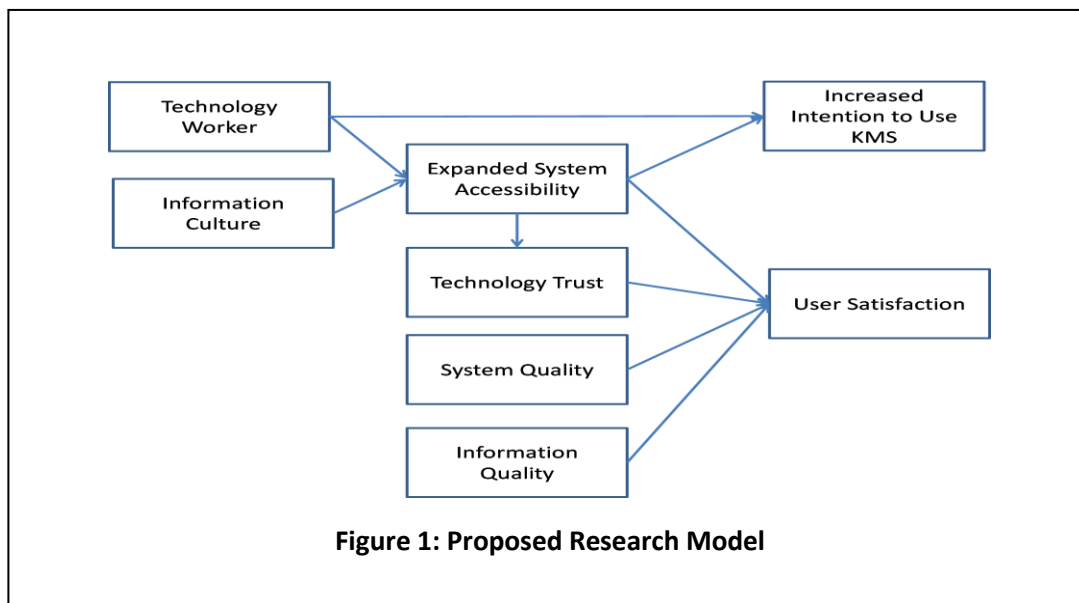 Technology
Worker
Increased
Intention to Use
KMS
Expanded System
Accessibility
Information
Culture
Technology Trust
User Satisfaction
System Quality
Information
Quality
Figure 1: Proposed Research Model